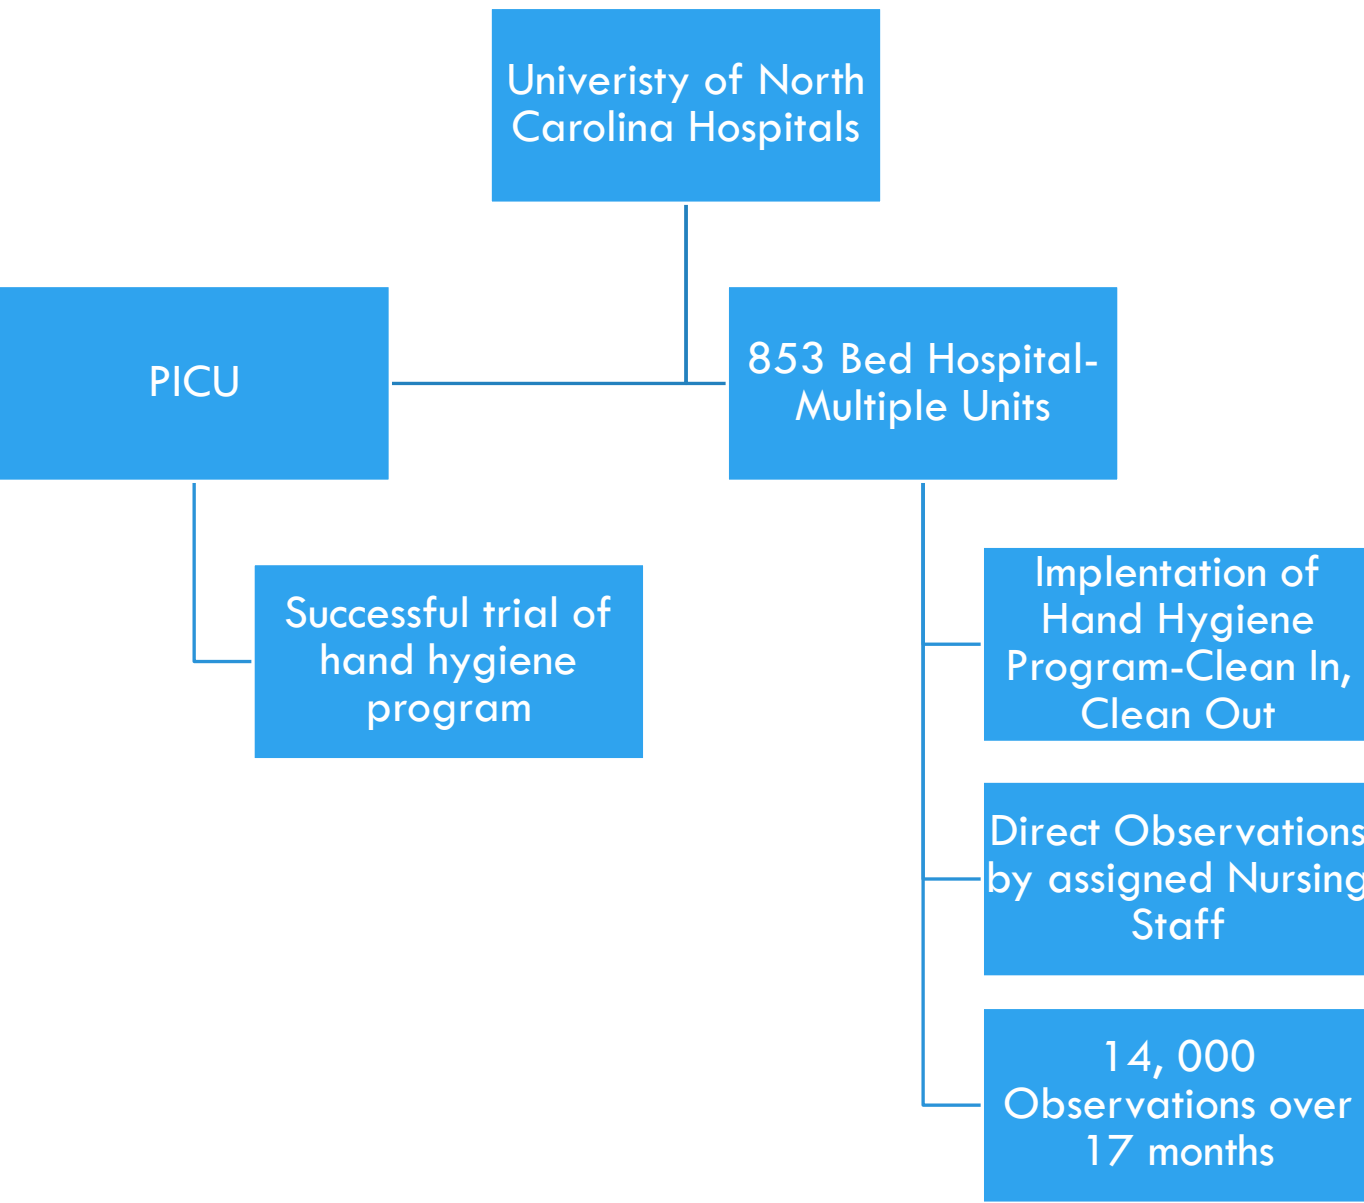 Univeristy of North
Carolina Hospitals
PICU
853 Bed Hospital-
Multiple Units
Successful trial of
hand hygiene
program
Implentation of
Hand Hygiene
Program-Clean In,
Clean Out
Direct Observations
by assigned Nursing
Staff
14, 000
Observations over
17 months